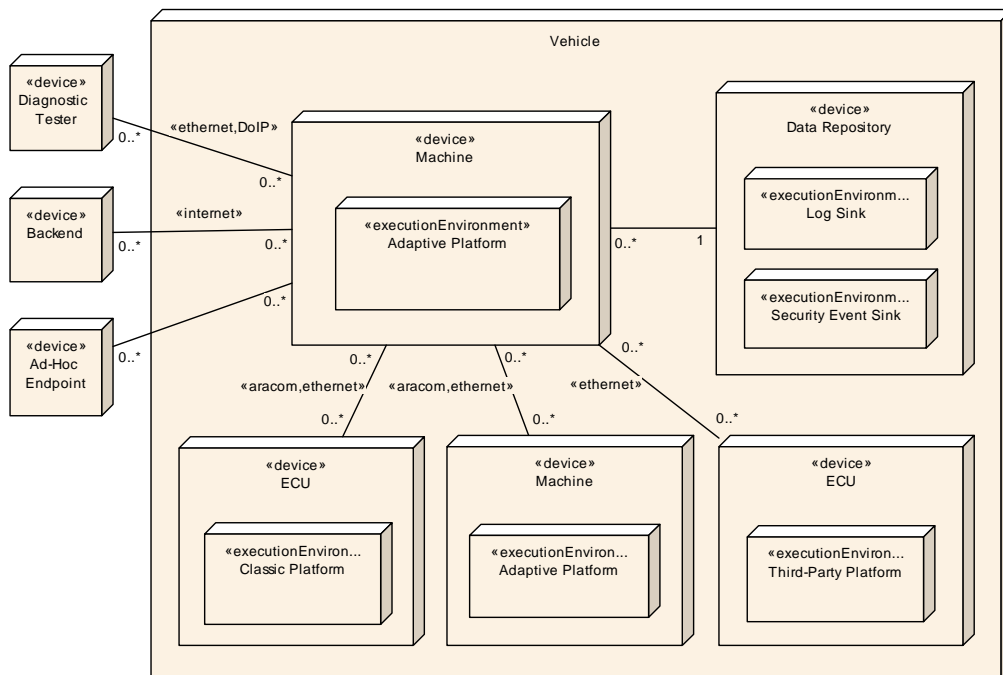 Vehicle
«device»
Diagnostic
Tester
0..*
«ethernet,DoIP»
0..*
«device»
Backend
0..*
«internet»
0..*
«device»
Ad-Hoc
Endpoint
0..*
0..*
«device»
Machine
«executionEnvironment»
Adaptive Platform
0..*
1
«device»
Data Repository
«executionEnvironm...
Log Sink
«executionEnvironm...
Security Event Sink
0..*
«aracom,ethernet»
0..*
0..*
«aracom,ethernet»
0..*
0..*
«ethernet»
0..*
«device»
ECU
«executionEnviron...
Classic Platform
«device»
Machine
«executionEnviron...
Adaptive Platform
«device»
ECU
«executionEnviron...
Third-Party Platform